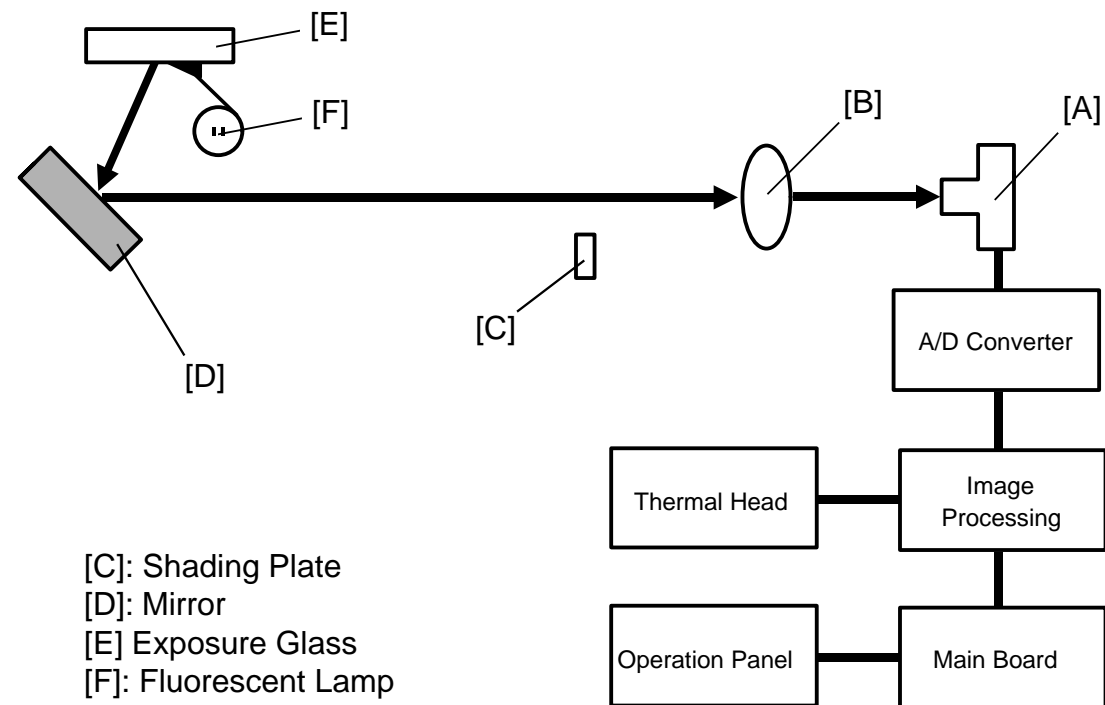 [E]
[F]
[B]
[A]
[C]
[D]
A/D Converter
Thermal Head
Image
Processing
Operation Panel
Main Board
[C]: Shading Plate
[D]: Mirror
[E] Exposure Glass
[F]: Fluorescent Lamp